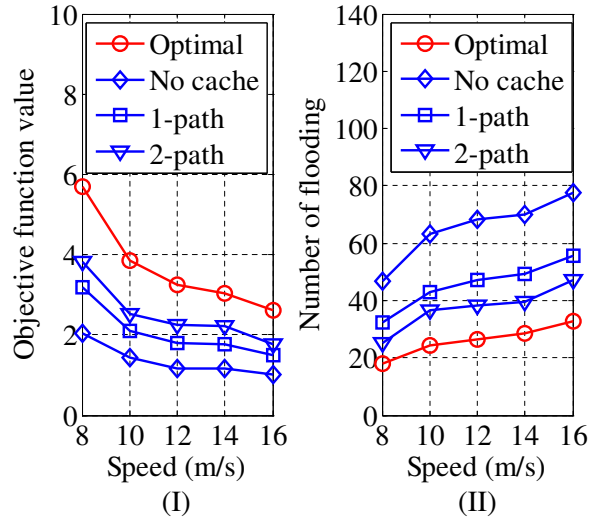 Objective function value
10
8
6
4
2
0
8 10 12 14 16
Speed (m/s)
(I)
Optimal
No cache
1-path
2-path
Number of flooding
140
120
100
80
60
40
20
0
8 10 12 14 16
Speed (m/s)
(II)
Optimal
No cache
1-path
2-path